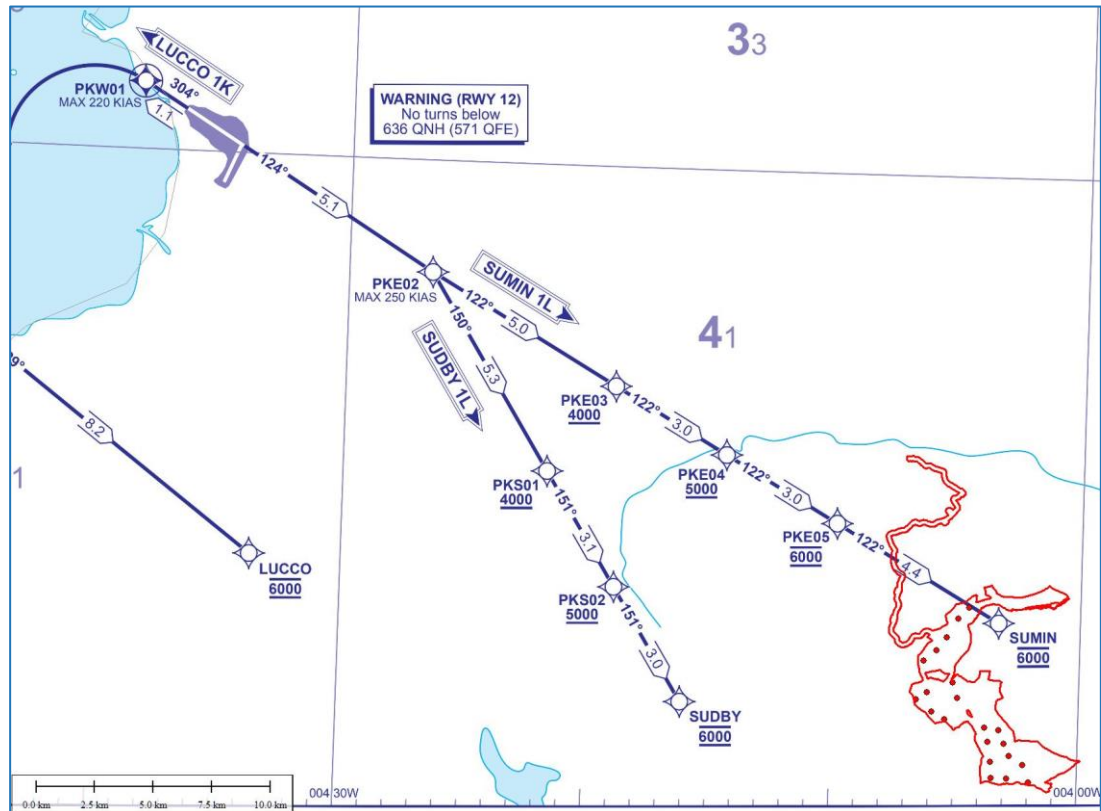 33
LUCCO 1K
304°
PKW01
MAX 220 KIAS
1.1
WARNING (RWY 12)
No turns below
636 QNH (571 QFE)
124°
5.1
PKE02
MAX 250 KIAS
SUMIN 1L
122°
5.0
150°
SUDBY 1L
5.3
41
9°
8.2
PKE03
4000
122°
3.0
PKS01
4000
151°
3.1
PKE04
5000
122°
3.0
1
LUCCO
6000
PKE05
6000
122°
4.4
PKS02
5000
151°
3.0
SUMIN
6000
SUDBY
6000
0.0 km 2.5 km 5.0 km 7.5 km 10.0 km
004 30W
004 00W